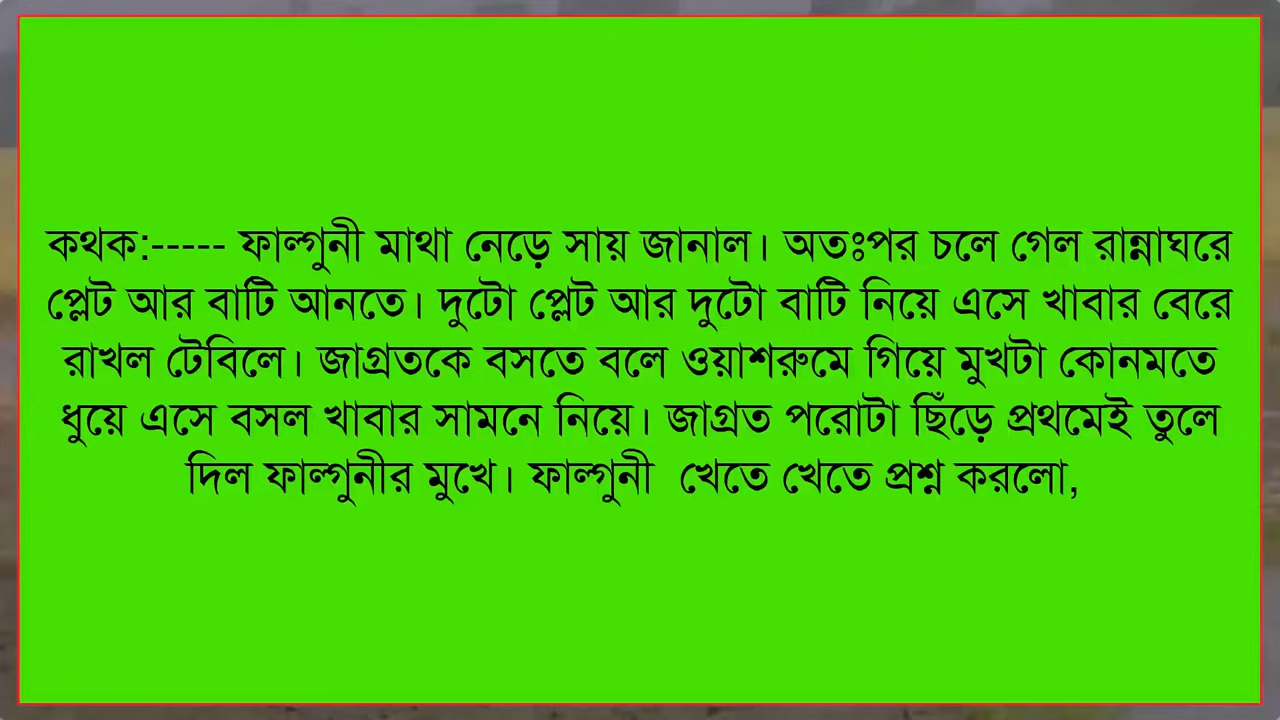 কথক:----- ফাল্গুনী মাথা নেড়ে সায় জানাল। অতঃপর চলে গেল রান্নাঘরে
প্লেট আর বাটি আনতে। দুটো প্লেট আর দুটো বাটি নিয়ে এসে খাবার বেরে
রাখল টেবিলে। জাগ্রতকে বসতে বলে ওয়াশরুমে গিয়ে মুখটা কোনমতে
ধুয়ে এসে বসল খাবার সামনে নিয়ে। জাগ্রত পরোটা ছিঁড়ে প্রথমেই তুলে
দিল ফাল্গুনীর মুখে। ফাল্গুনী  খেতে খেতে প্রশ্ন করলো,